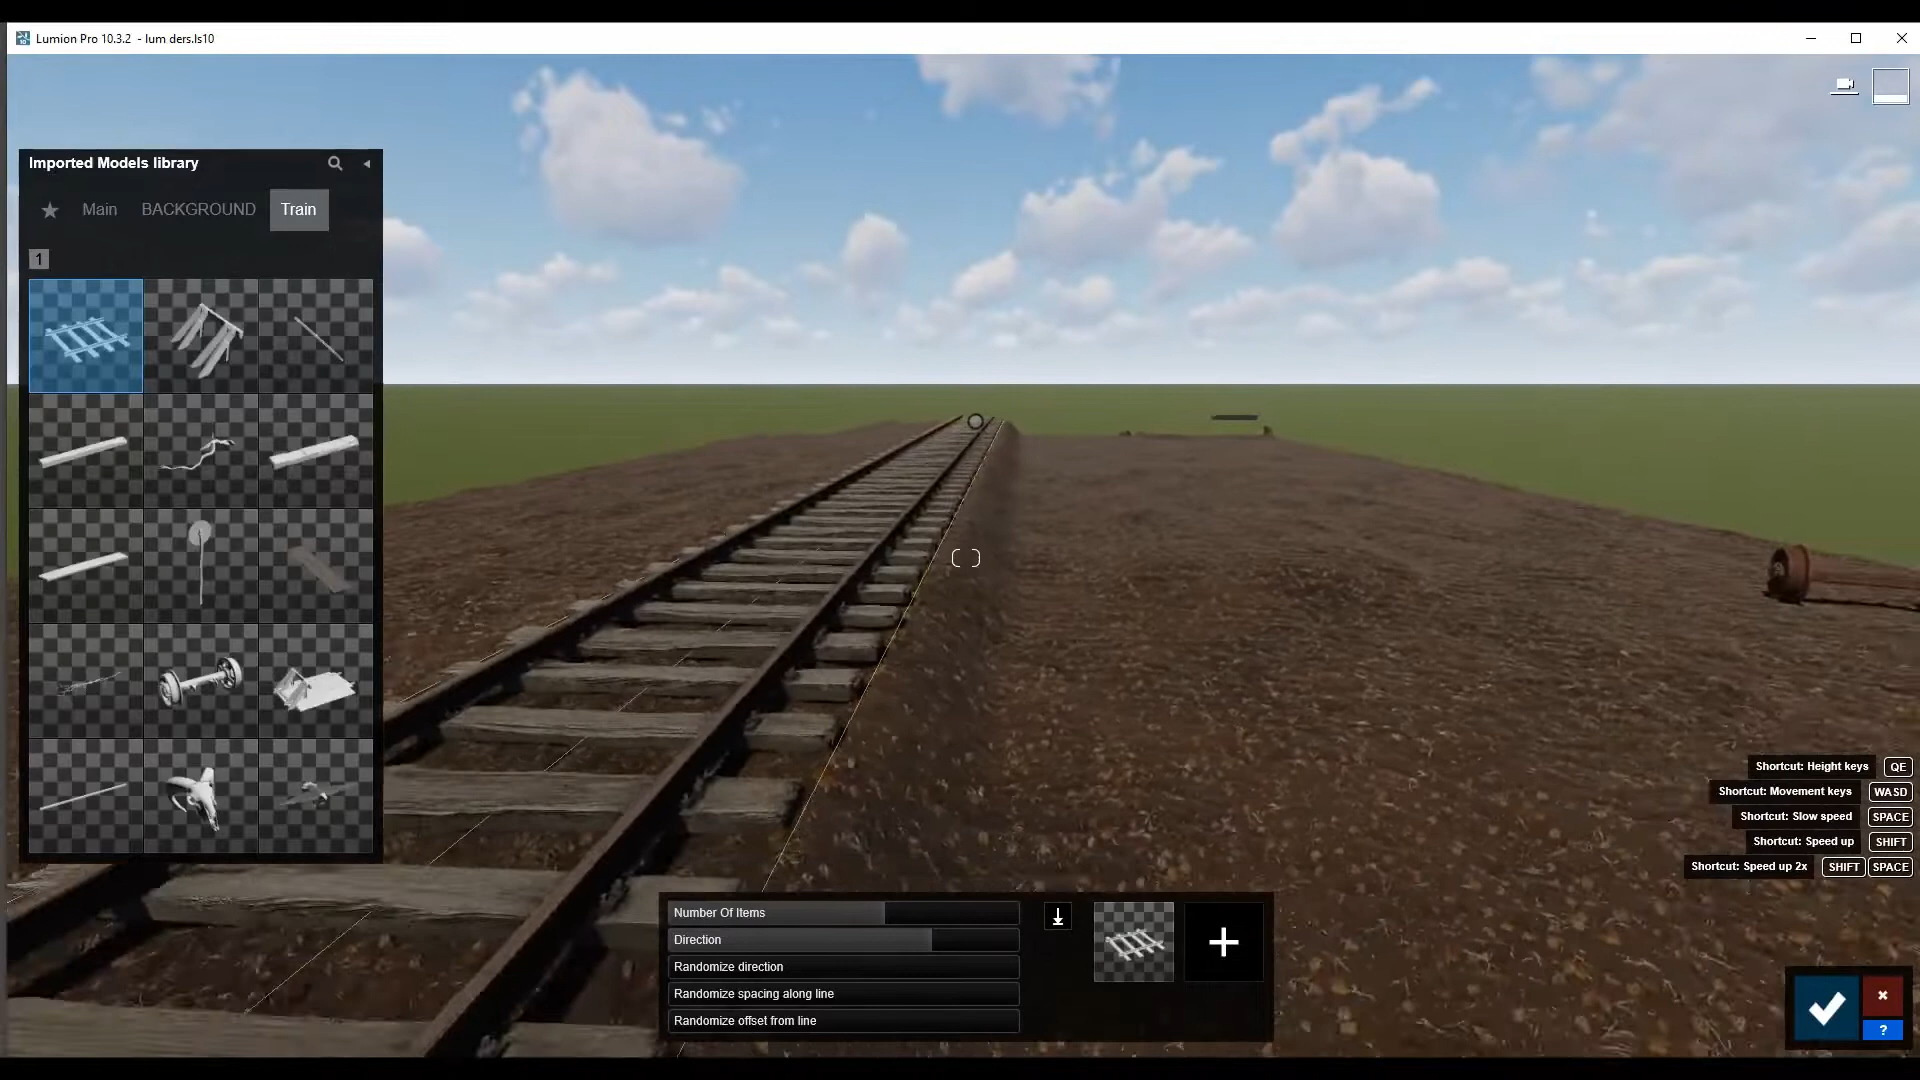 Lumion Pro 10.3.2 - lum ders.ls10
Imported Models library
Main BACKGROUND Train
1
Shortcut: Height keys QE
Shortcut: Movement keys WASD
Shortcut: Slow speed SPACE
Shortcut: Speed up SHIFT
Shortcut: Speed up 2x SHIFT SPACE
Number Of Items
Direction
Randomize direction
Randomize spacing along line
Randomize offset from line
?